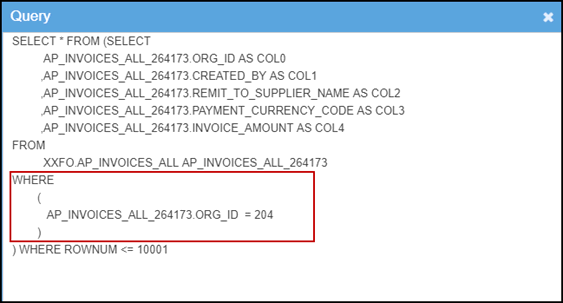 Query
SELECT * FROM (SELECT
AP_INVOICES_ALL_264173.ORG_ID AS COL0
,AP_INVOICES_ALL_264173.CREATED_BY AS COL1
,AP_INVOICES_ALL_264173.REMIT_TO_SUPPLIER_NAME AS COL2
,AP_INVOICES_ALL_264173.PAYMENT_CURRENCY_CODE AS COL3
,AP_INVOICES_ALL_264173.INVOICE_AMOUNT AS COL4
FROM
XXFO.AP_INVOICES_ALL AP_INVOICES_ALL_264173
WHERE
(
AP_INVOICES_ALL_264173.ORG_ID = 204
)
) WHERE ROWNUM <= 10001